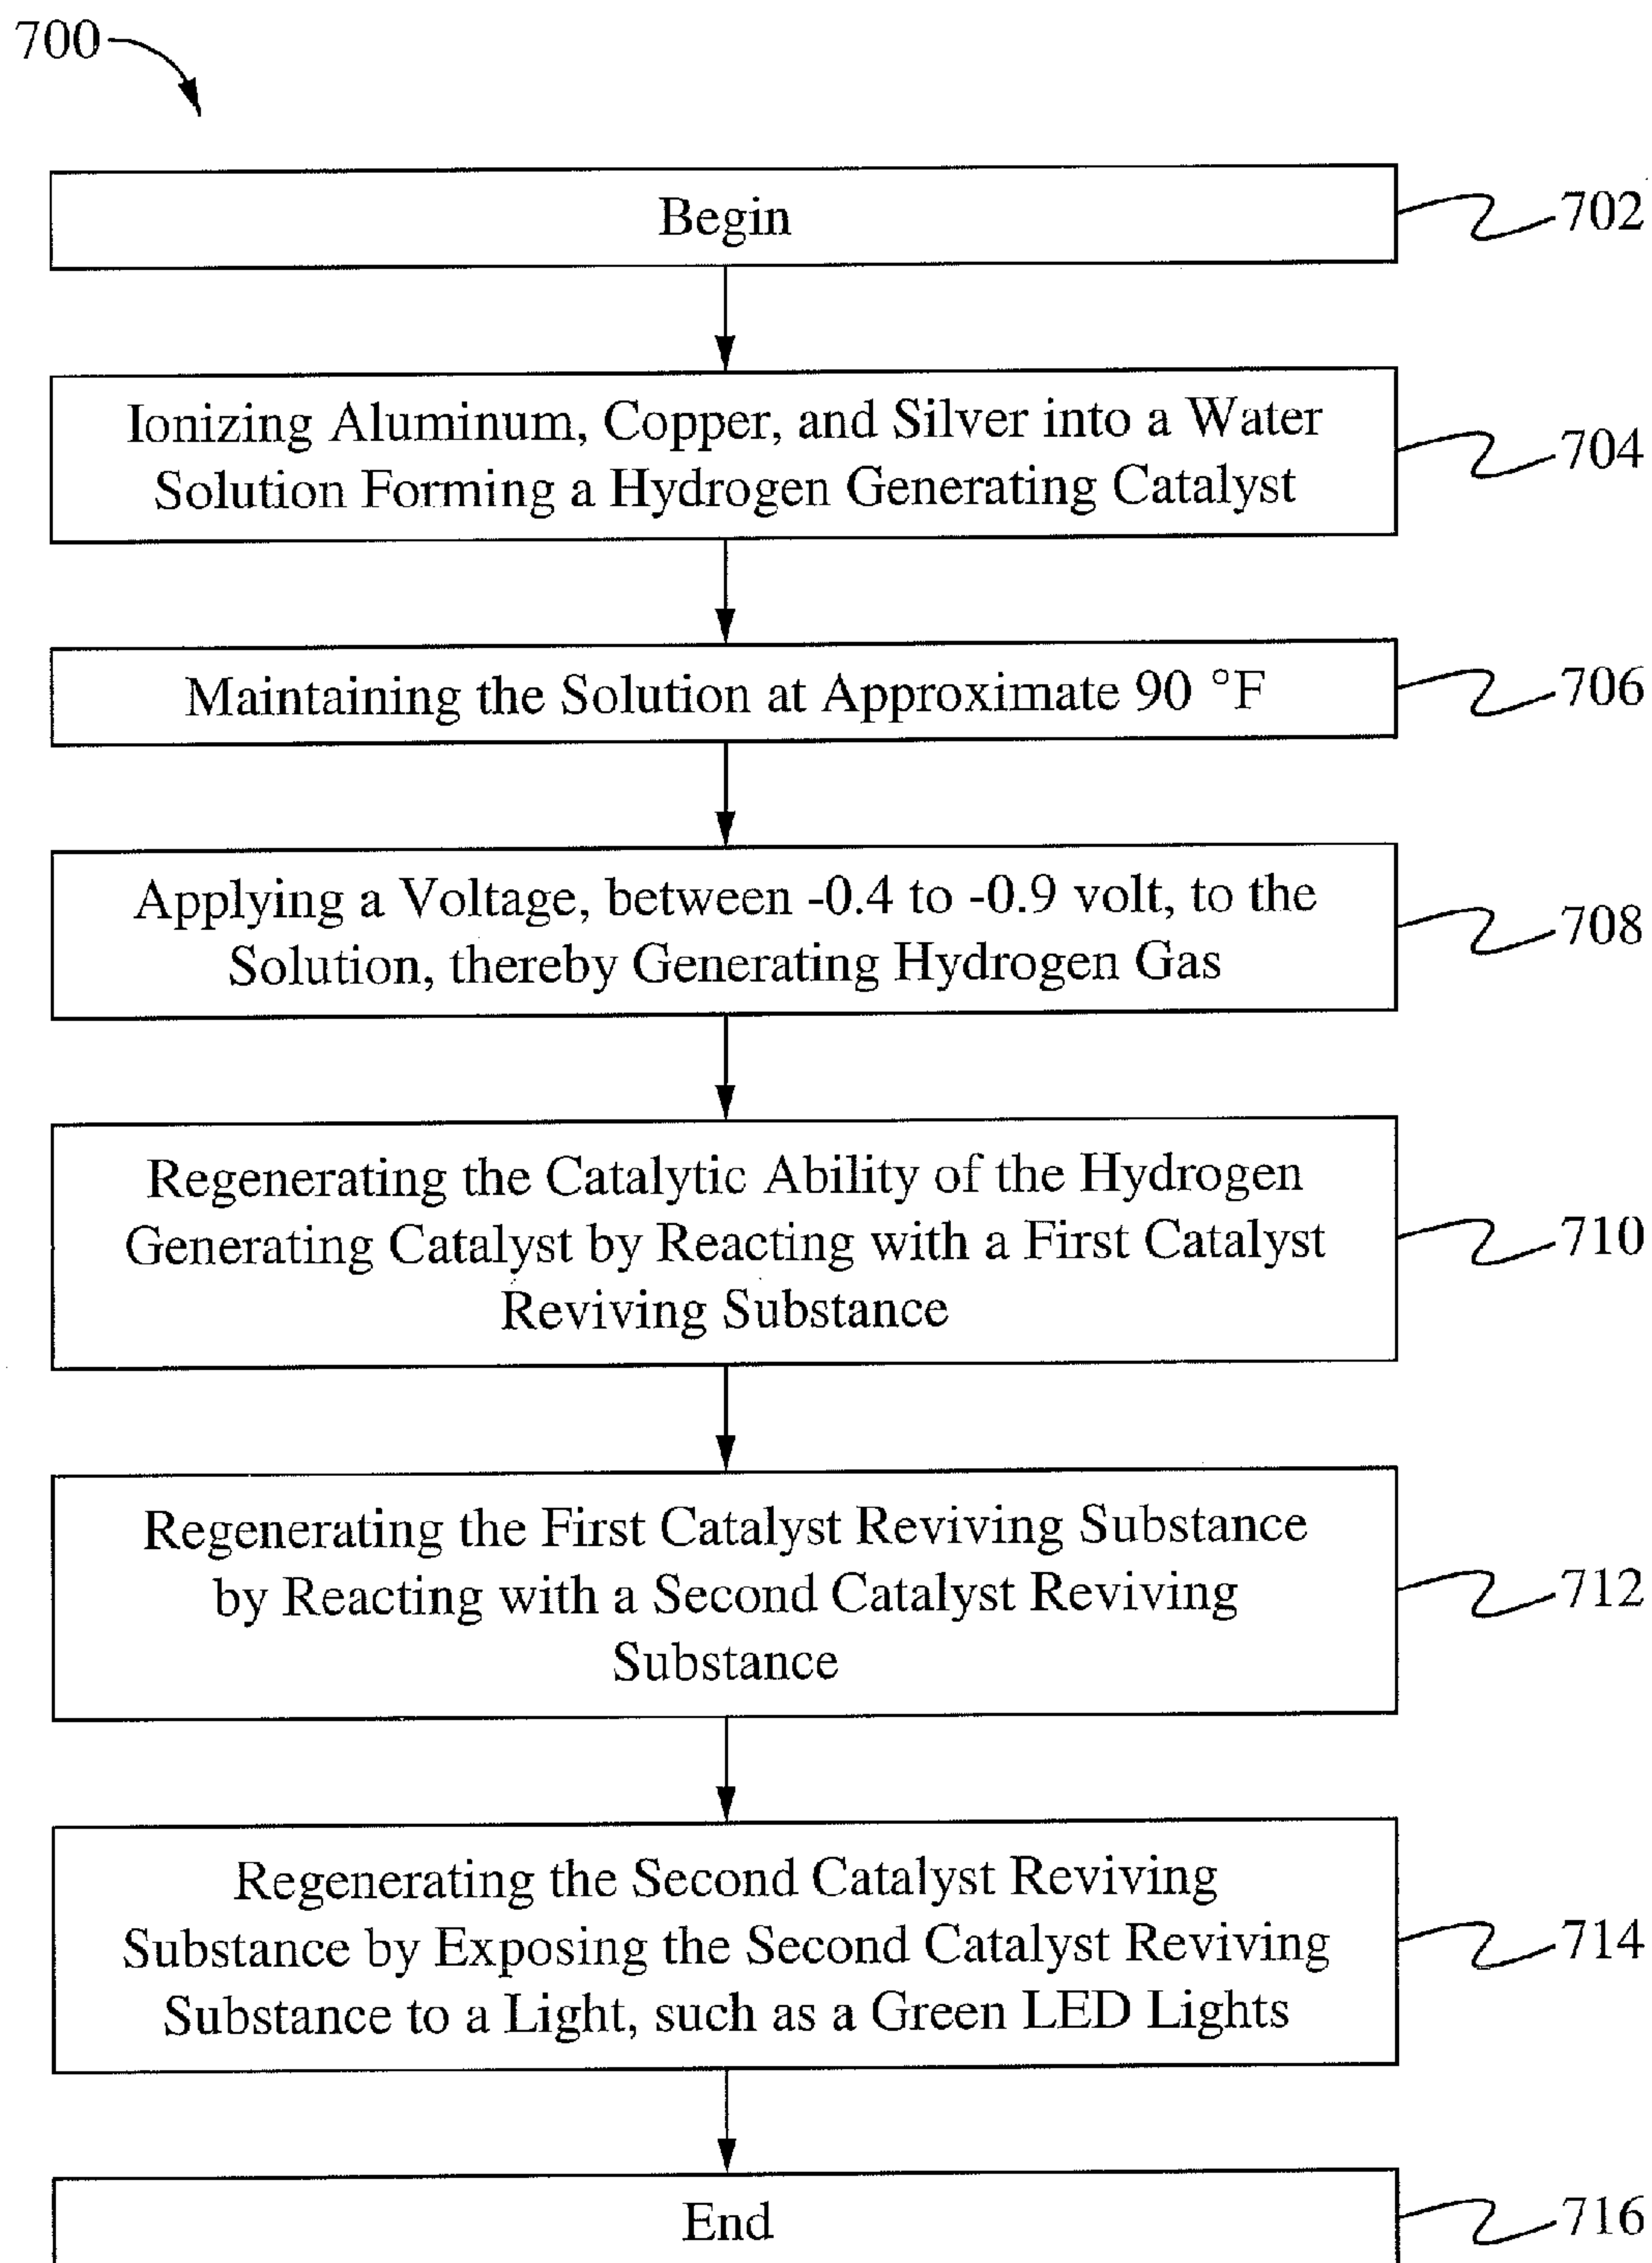 700
Begin
702
Ionizing Aluminum, Copper, and Silver into a Water
Solution Forming a Hydrogen Generating Catalyst
704
Maintaining the Solution at Approximate 90 °F
706
Applying a Voltage, between -0.4 to -0.9 volt, to the
Solution, thereby Generating Hydrogen Gas
708
Regenerating the Catalytic Ability of the Hydrogen
Generating Catalyst by Reacting with a First Catalyst
Reviving Substance
710
Regenerating the First Catalyst Reviving Substance
by Reacting with a Second Catalyst Reviving
Substance
712
Regenerating the Second Catalyst Reviving
Substance by Exposing the Second Catalyst Reviving
Substance to a Light, such as a Green LED Lights
714
End
716